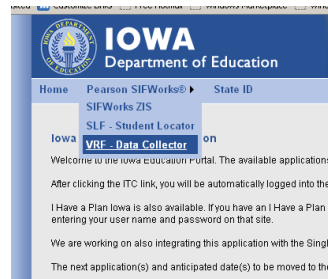 Customize Links Free Hotmail Windows Marketplace
IOWA
Department of Education
Home Pearson SIFWorks® State ID
SIFWorks ZIS
SLF - Student Locator
VRF - Data Collector
Iowa on
Welcome to the Iowa Education Portal. The available applications
After clicking the ITC link, you will be automatically logged into the
I Have a Plan Iowa is also available. If you have an I Have a Plan
entering your user name and password on that site.
We are working on also integrating this application with the Singl
The next application(s) and anticipated date(s) to be moved to the